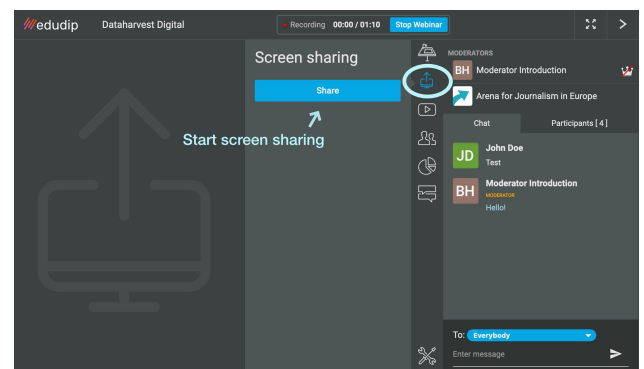 edudip
Dataharvest Digital
Recording 00:00 / 01:10 Stop Webinar
Screen sharing
Share
Start screen sharing
MODERATORS
BH Moderator Introduction
Arena for Journalism in Europe
Chat Participants [ 4 ]
JD John Doe
Test
BH Moderator Introduction
MODERATOR
Hello!
To: Everybody
Enter message